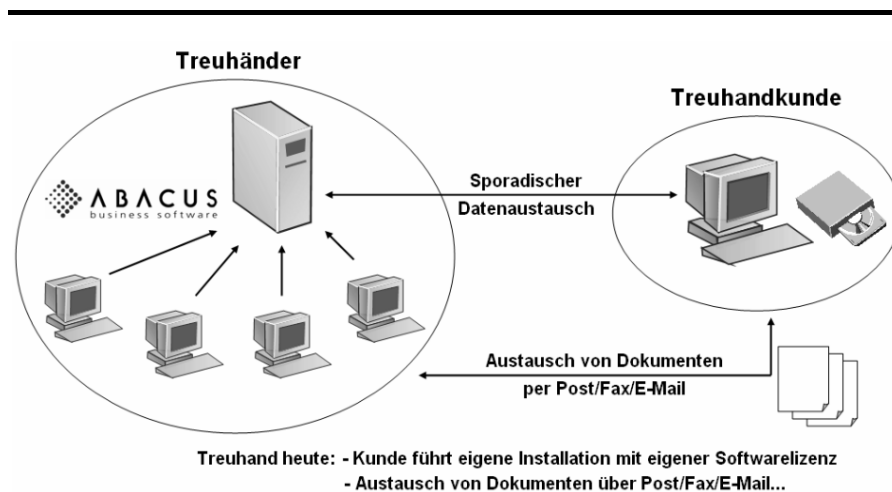 Treuhänder
Treuhandkunde
ABACUS
business software
Sporadischer
Datenaustausch
Austausch von Dokumenten
per Post/Fax/E-Mail
Treuhand heute: - Kunde führt eigene Installation mit eigener Softwarelizenz
- Austausch von Dokumenten über Post/Fax/E-Mail...